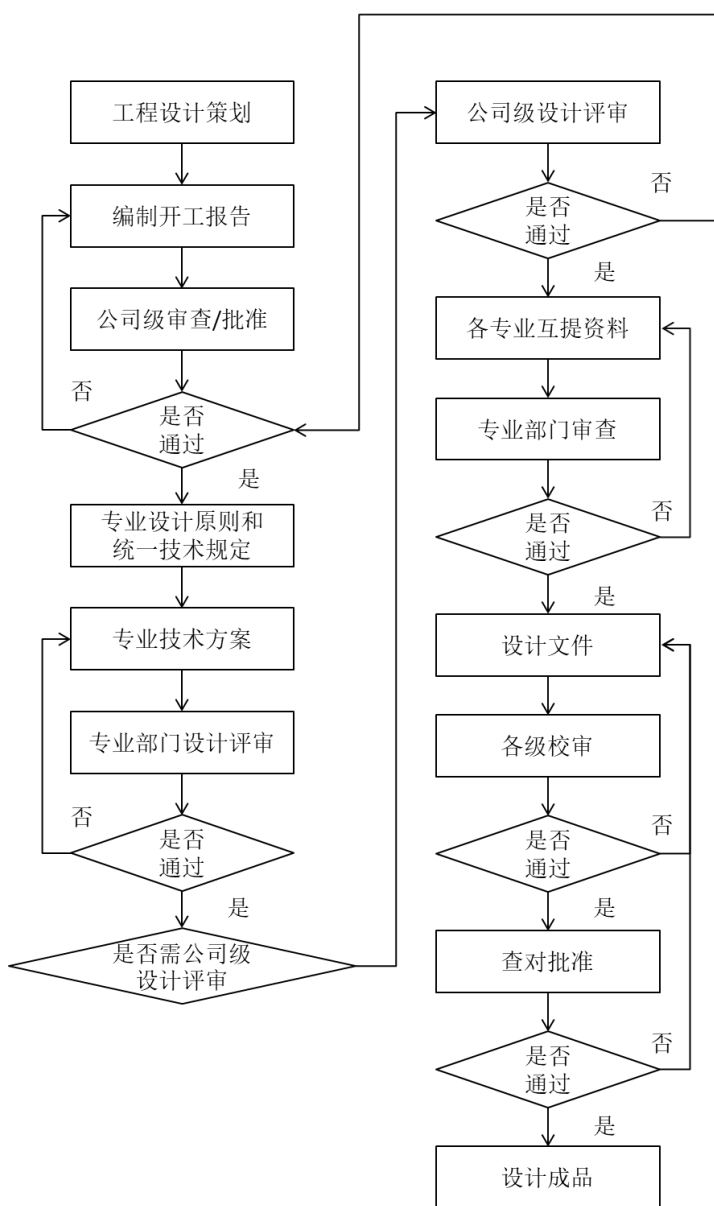 工程设计策划
编制开工报告
公司级审查/批准
否
是否
通过
是
专业设计原则和
统一技术规定
专业技术方案
专业部门设计评审
否
是否
通过
是
是否需公司级
设计评审
公司级设计评审
否
是否
通过
是
各专业互提资料
专业部门审查
否
是否
通过
是
设计文件
各级校审
否
是否
通过
是
查对批准
否
是否
通过
是
设计成品